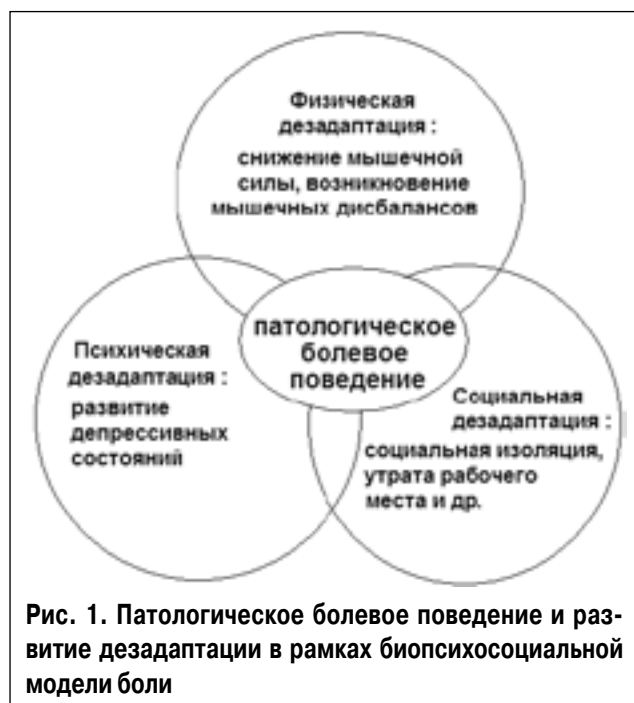 Физическая
дезадаптация :
снижение мышечной
силы, возникновение
мышечных дисбалансов
патологическое
болевое
поведение
Психическая
дезадаптация :
развитие
депрессивных
состояний
Социальная
дезадаптация :
социальная изоляция,
утрата рабочего
места и др.
Рис. 1. Патологическое болевое поведение и раз-
витие дезадаптации в рамках биопсихосоциальной
модели боли